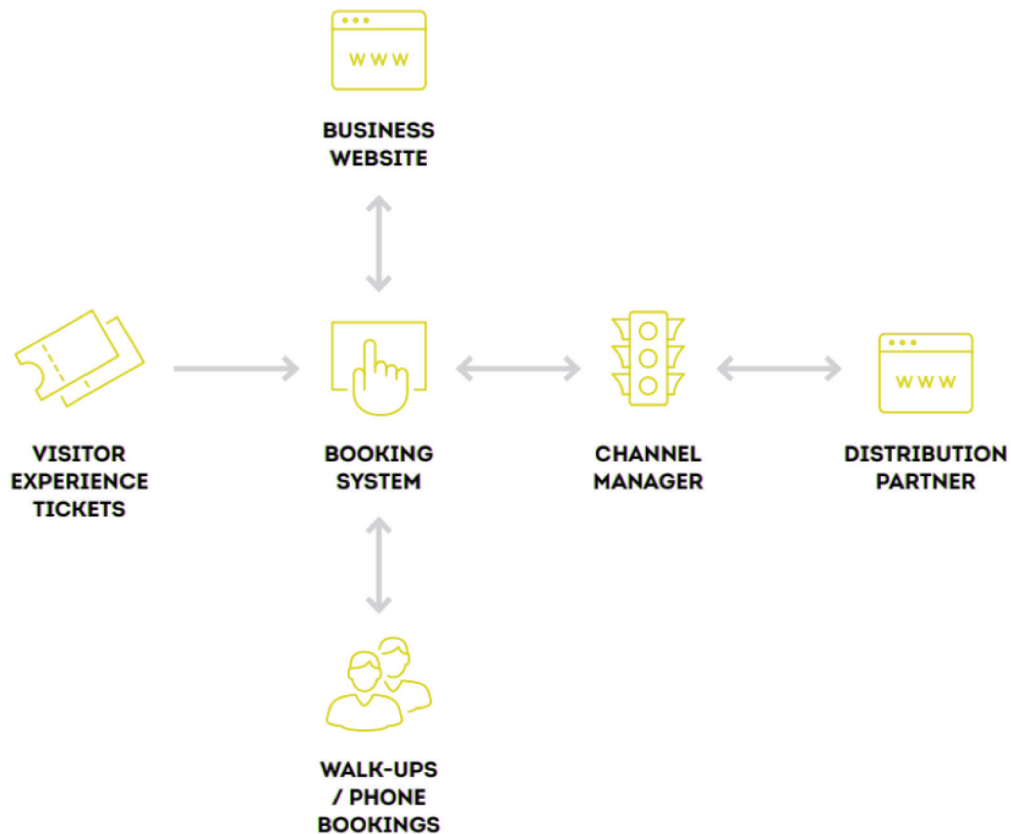 WWW
BUSINESS
WEBSITE
VISITOR
EXPERIENCE
TICKETS
BOOKING
SYSTEM
CHANNEL
MANAGER
WWW
DISTRIBUTION
PARTNER
WALK-UPS
/ PHONE
BOOKINGS